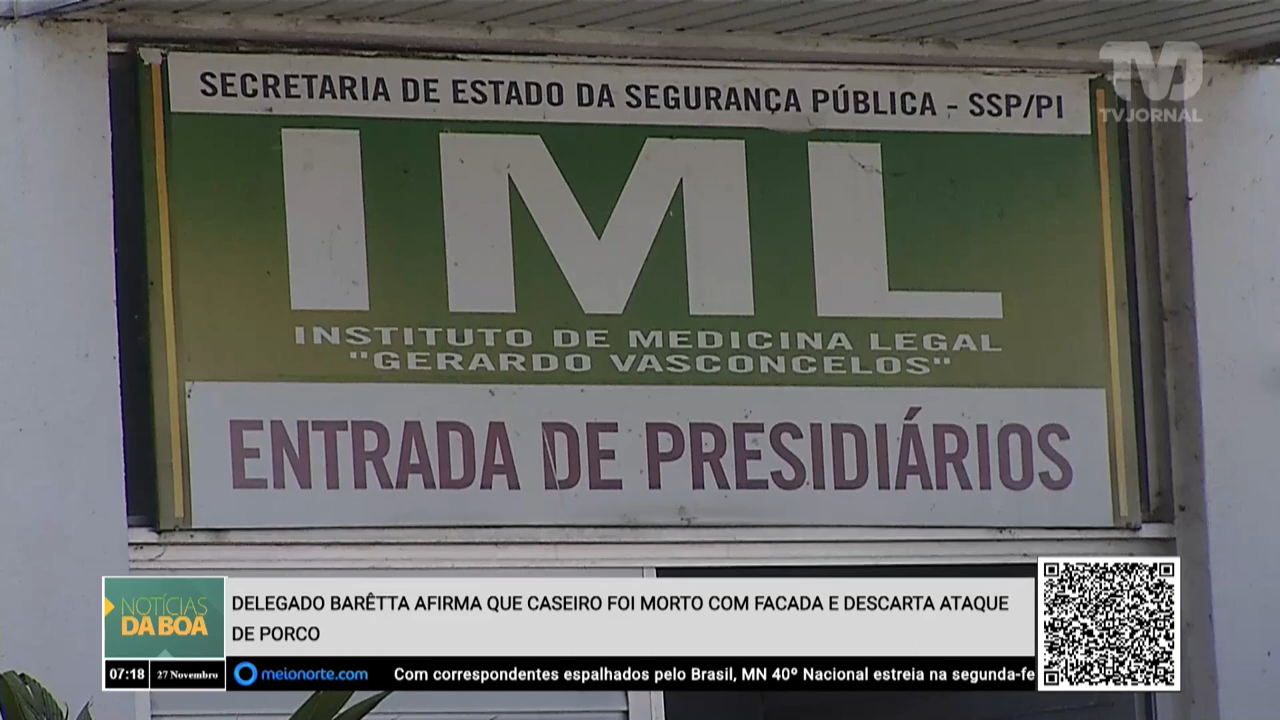 TVJORNAL
SECRETARIA DE ESTADO DA SEGURANÇA PÚBLICA - SSP/PI
IML
INSTITUTO DE MEDICINA LEGAL
"GERARDO VASCONCELOS"
ENTRADA DE PRESIDIÁRIOS
NOTÍCIAS
DA BOA
DELEGADO BARÊTTA AFIRMA QUE CASEIRO FOI MORTO COM FACADA E DESCARTA ATAQUE
DE PORCO
07:18
27 Novembro
meionorte.com
Com correspondentes espalhados pelo Brasil, MN 40º Nacional estreia na segunda-fe